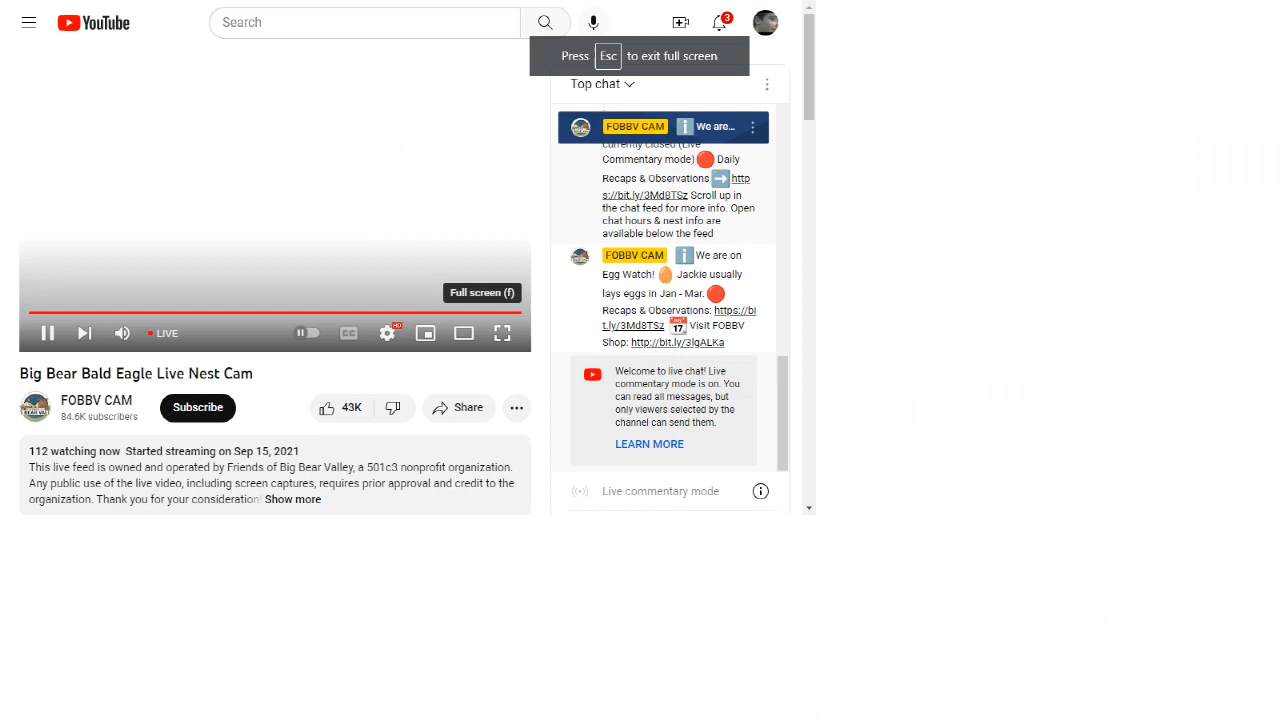 YouTube
Search
3
Press Esc to exit full screen
Top chat
FOBBV CAM We are...
currently closed (Live
Commentary mode) Daily
Recaps & Observations http
s://bit.ly/3Md8TSz Scroll up in
the chat feed for more info. Open
chat hours & nest info are
available below the feed
FOBBV CAM We are on
Egg Watch! Jackie usually
lays eggs in Jan - Mar.
Recaps & Observations: https://bi
t.ly/3Md8TSz Visit FOBBV
Shop: http://bit.ly/3lgALKa
Welcome to live chat! Live
commentary mode is on. You
can read all messages, but
only viewers selected by the
channel can send them.
LEARN MORE
Live commentary mode
Full screen (f)
LIVE
CC
HD
Big Bear Bald Eagle Live Nest Cam
FOBBV CAM
84.6K subscribers
Subscribe
43K
Share
112 watching now Started streaming on Sep 15, 2021
This live feed is owned and operated by Friends of Big Bear Valley, a 501c3 nonprofit organization.
Any public use of the live video, including screen captures, requires prior approval and credit to the
organization. Thank you for your consideration! Show more